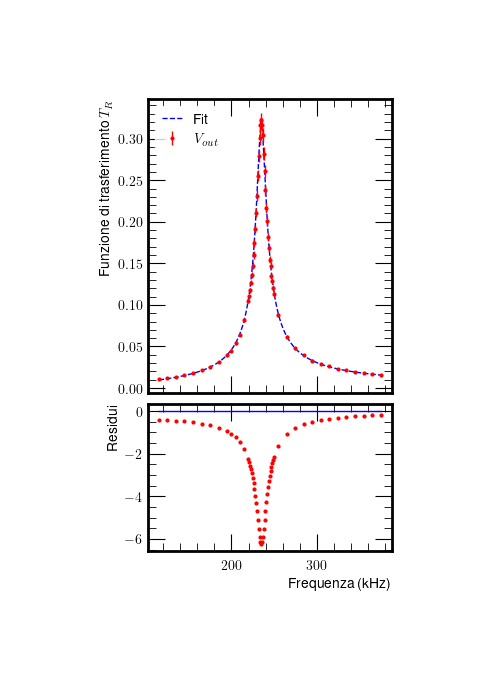 Funzione di trasferimento T_R
Fit
V_out
0.30
0.25
0.20
0.15
0.10
0.05
0.00
Residui
0
−2
−4
−6
200 300
Frequenza (kHz)